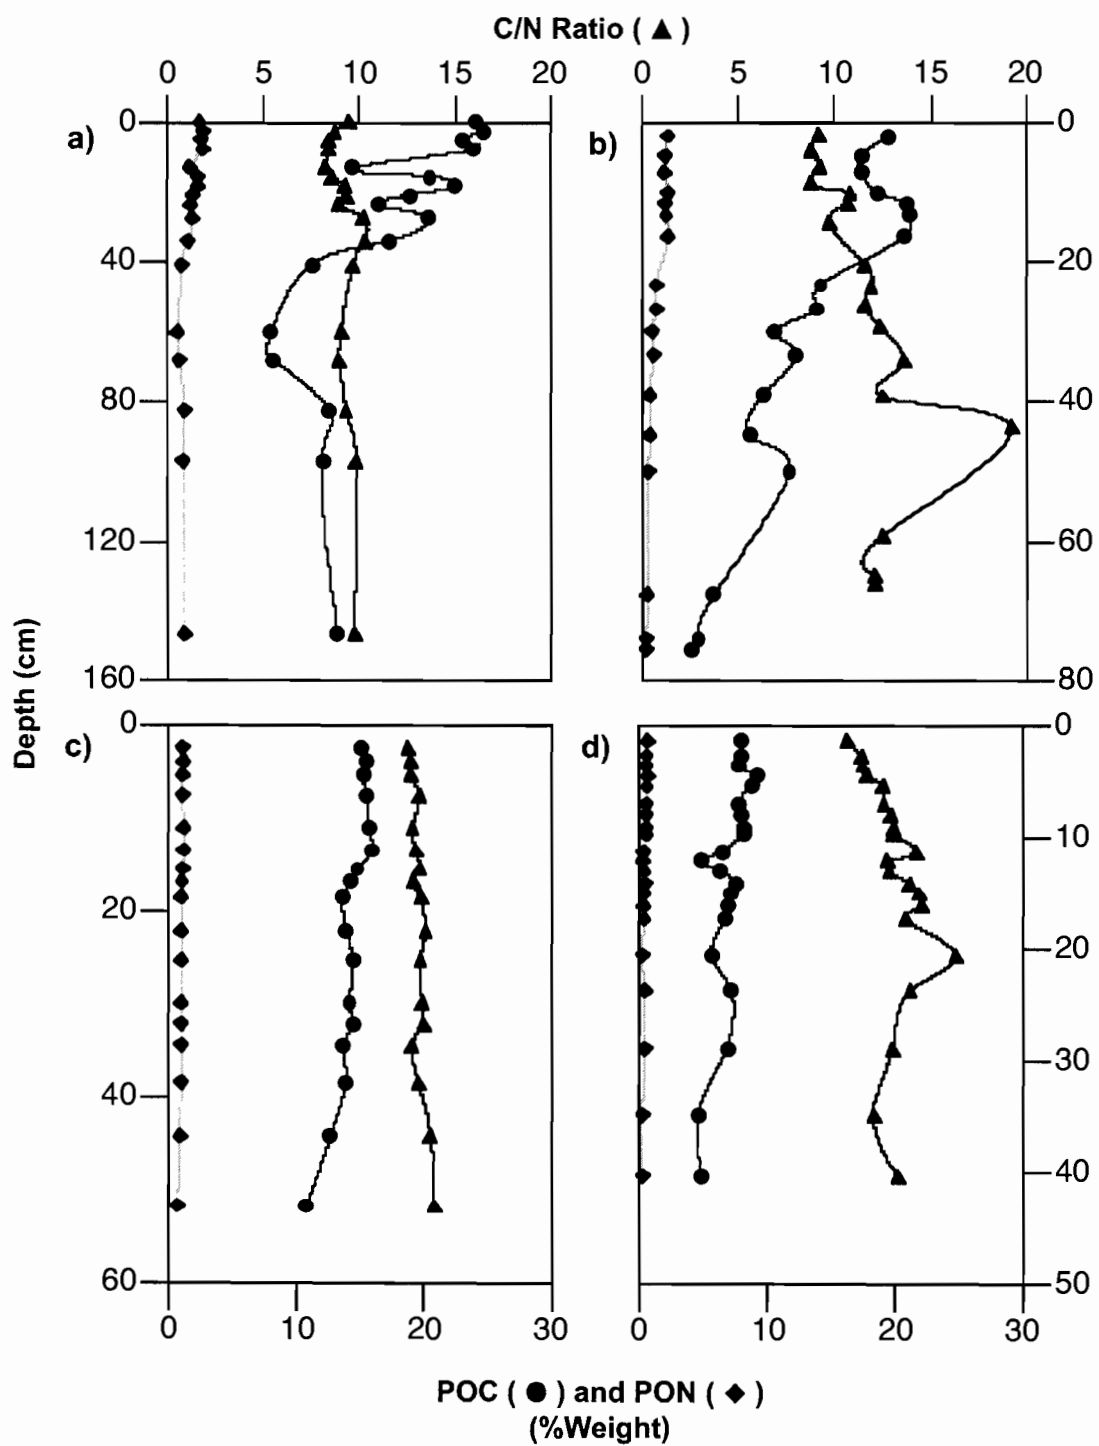 C/N Ratio ( ▲ )
0 5 10 15 20 0 5 10 15 20
a) b)
0 0
40 20
80 40
120 60
160 80
Depth (cm)
c) d)
0 0
10
20 20
30
40 40
60 50
0 10 20 30 0 10 20 30
POC ( ● ) and PON ( ◆ )
(%Weight)